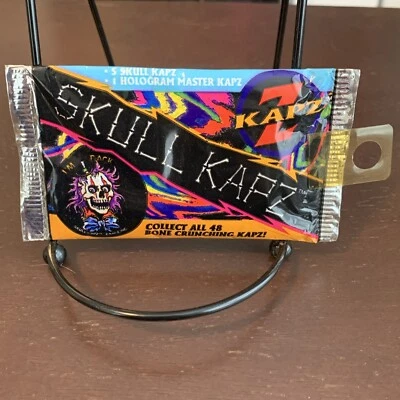 • 5 SKULL KAPZ
• 1 HOLOGRAM MASTER KAPZ
Z
KAPZ
SKULL KAPZ
COLLECT ALL 48
BONE CRUNCHING KAPZ!